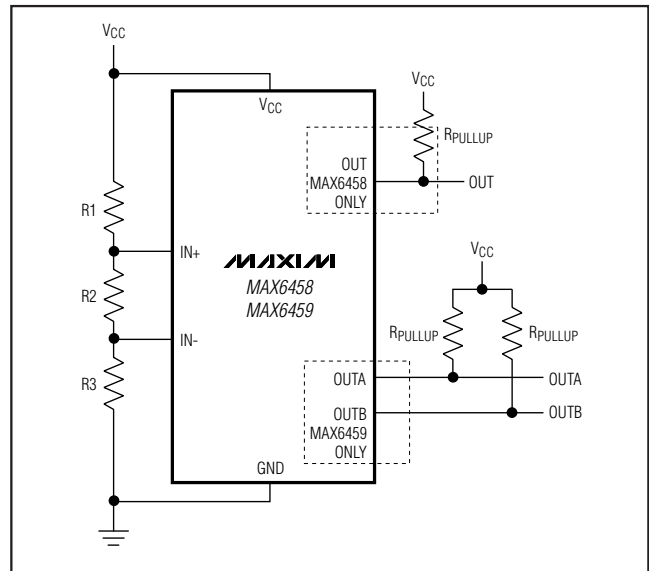 VCC
VCC
VCC
RPULLUP
OUT
MAX6458
ONLY
OUT
R1
IN+
MAXIM
MAX6458
MAX6459
R2
IN-
VCC
RPULLUP
RPULLUP
R3
OUTA
OUTA
OUTB
MAX6459
ONLY
OUTB
GND